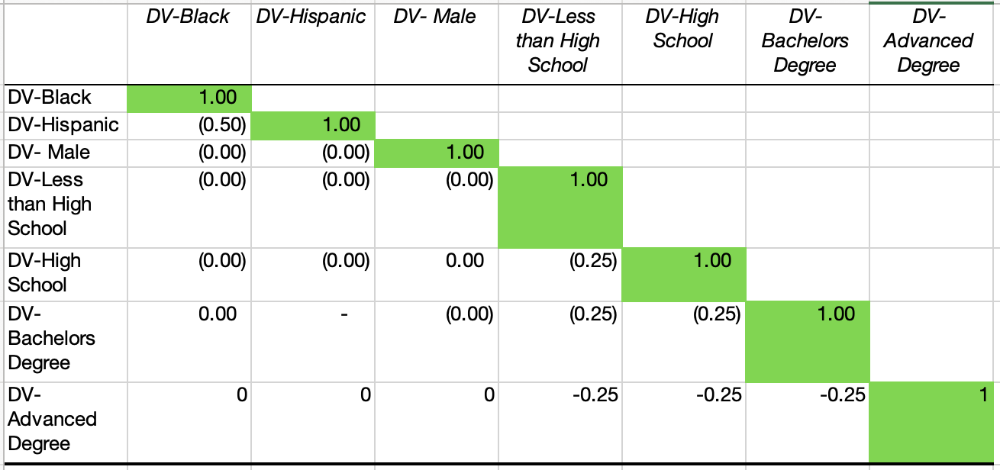 DV-Black DV-Hispanic DV- Male DV-Less than High School DV-High School DV-Bachelors Degree DV-Advanced Degree
DV-Black 1.00
DV-Hispanic (0.50) 1.00
DV- Male (0.00) (0.00) 1.00
DV-Less (0.00) (0.00) (0.00) 1.00
than High
School
DV-High (0.00) (0.00) 0.00 (0.25) 1.00
School
DV- 0.00 - (0.00) (0.25) (0.25) 1.00
Bachelors
Degree
DV- 0 0 0 -0.25 -0.25 -0.25 1
Advanced
Degree